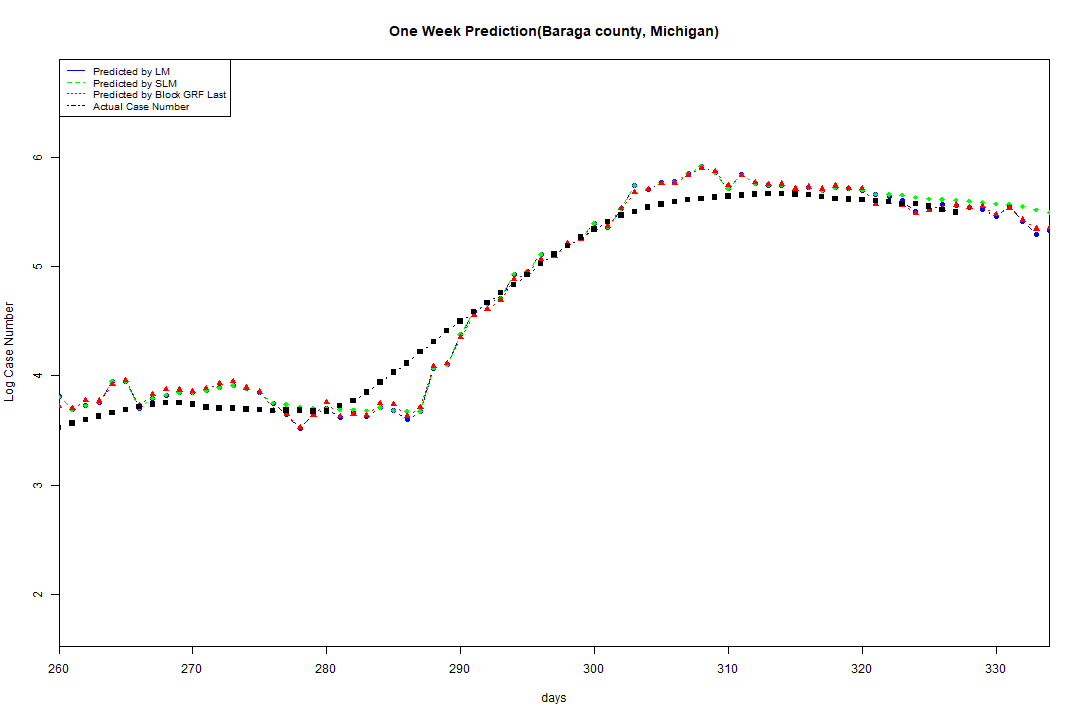 One Week Prediction(Baraga county, Michigan)
Predicted by LM
Predicted by SLM
Predicted by Block GRF Last
Actual Case Number
6
5
4
3
2
Log Case Number
260 270 280 290 300 310 320 330
days